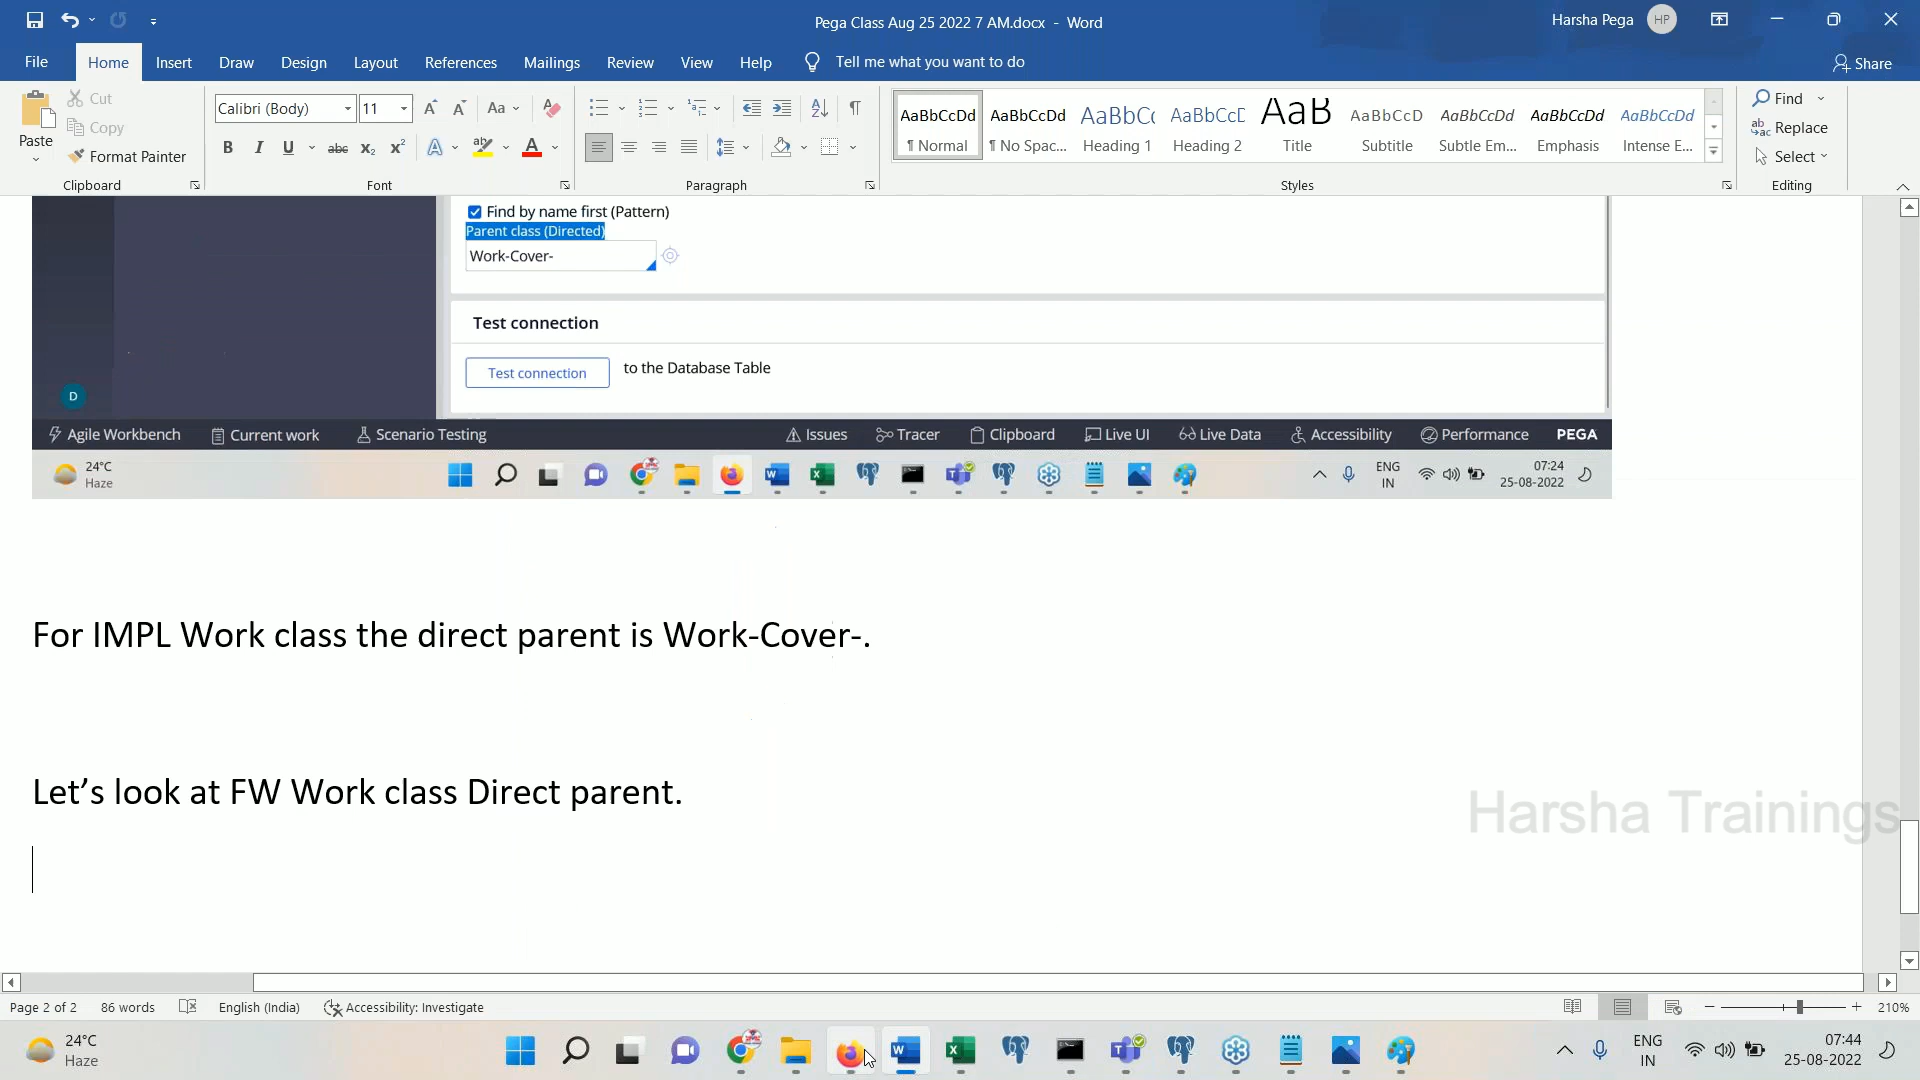 Pega Class Aug 25 2022 7 AM.docx - Word
Harsha Pega HP
File Home Insert Draw Design Layout References Mailings Review View Help Tell me what you want to do Share
Paste
Cut
Copy
Format Painter
Clipboard
Calibri (Body) 11
Font
Paragraph
AaBbCcDd AaBbCcDd AaBbC AaBbCcD AaB AaBbCcD AaBbCcDd AaBbCcDd AaBbCcDd
¶ Normal ¶ No Spac... Heading 1 Heading 2 Title Subtitle Subtle Em... Emphasis Intense E...
Styles
Find
Replace
Select
Editing
Find by name first (Pattern)
Parent class (Directed)
Work-Cover-
Test connection
Test connection to the Database Table
D
Agile Workbench Current work Scenario Testing Issues Tracer Clipboard Live UI Live Data Accessibility Performance PEGA
24°C
Haze
ENG
IN
07:24
25-08-2022
For IMPL Work class the direct parent is Work-Cover-.
Let’s look at FW Work class Direct parent.
Harsha Trainings
Page 2 of 2 86 words English (India) Accessibility: Investigate 210%
24°C
Haze
ENG
IN
07:44
25-08-2022